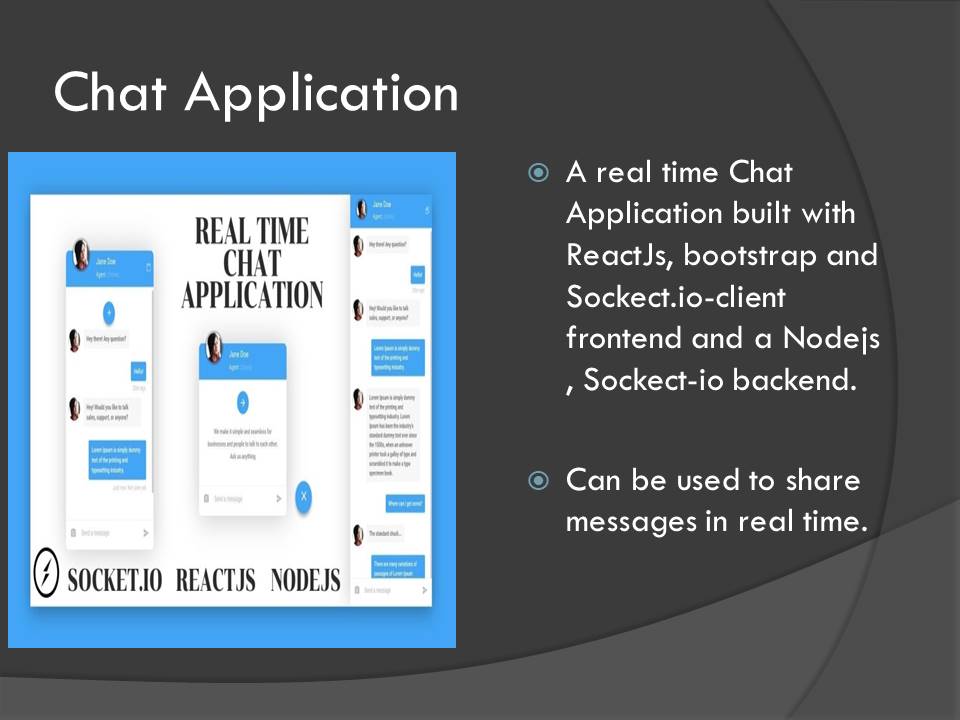 Chat Application
REAL TIME
CHAT
APPLICATION
Jane Doe
Agent
Hey there! Any question?
Hello!
Hey! Would you like to talk
sales, support, or anyone?
Lorem Ipsum is simply dummy
text of the printing and
typesetting industry.
Send a message
Jane Doe
Agent
We make it simple and seamless for
businesses and people to talk to each other.
Ask us anything
Send a message
X
Jane Doe
Agent
Hey there! Any question?
Hello!
Hey! Would you like to talk
sales, support, or anyone?
Lorem Ipsum is simply dummy
text of the printing and
typesetting industry.
Lorem Ipsum is simply dummy
text of the printing and
typesetting industry. Lorem
Ipsum has been the industry's
standard dummy text ever since
the 1500s, when an unknown
printer took a galley of type and
scrambled it to make a type
specimen book.
Where can I get some?
The standard chunk...
There are many variations of
passages of Lorem Ipsum
Send a message
SOCKET.IO REACTJS NODEJS
A real time Chat
Application built with
ReactJs, bootstrap and
Sockect.io-client
frontend and a Nodejs
, Sockect-io backend.
Can be used to share
messages in real time.